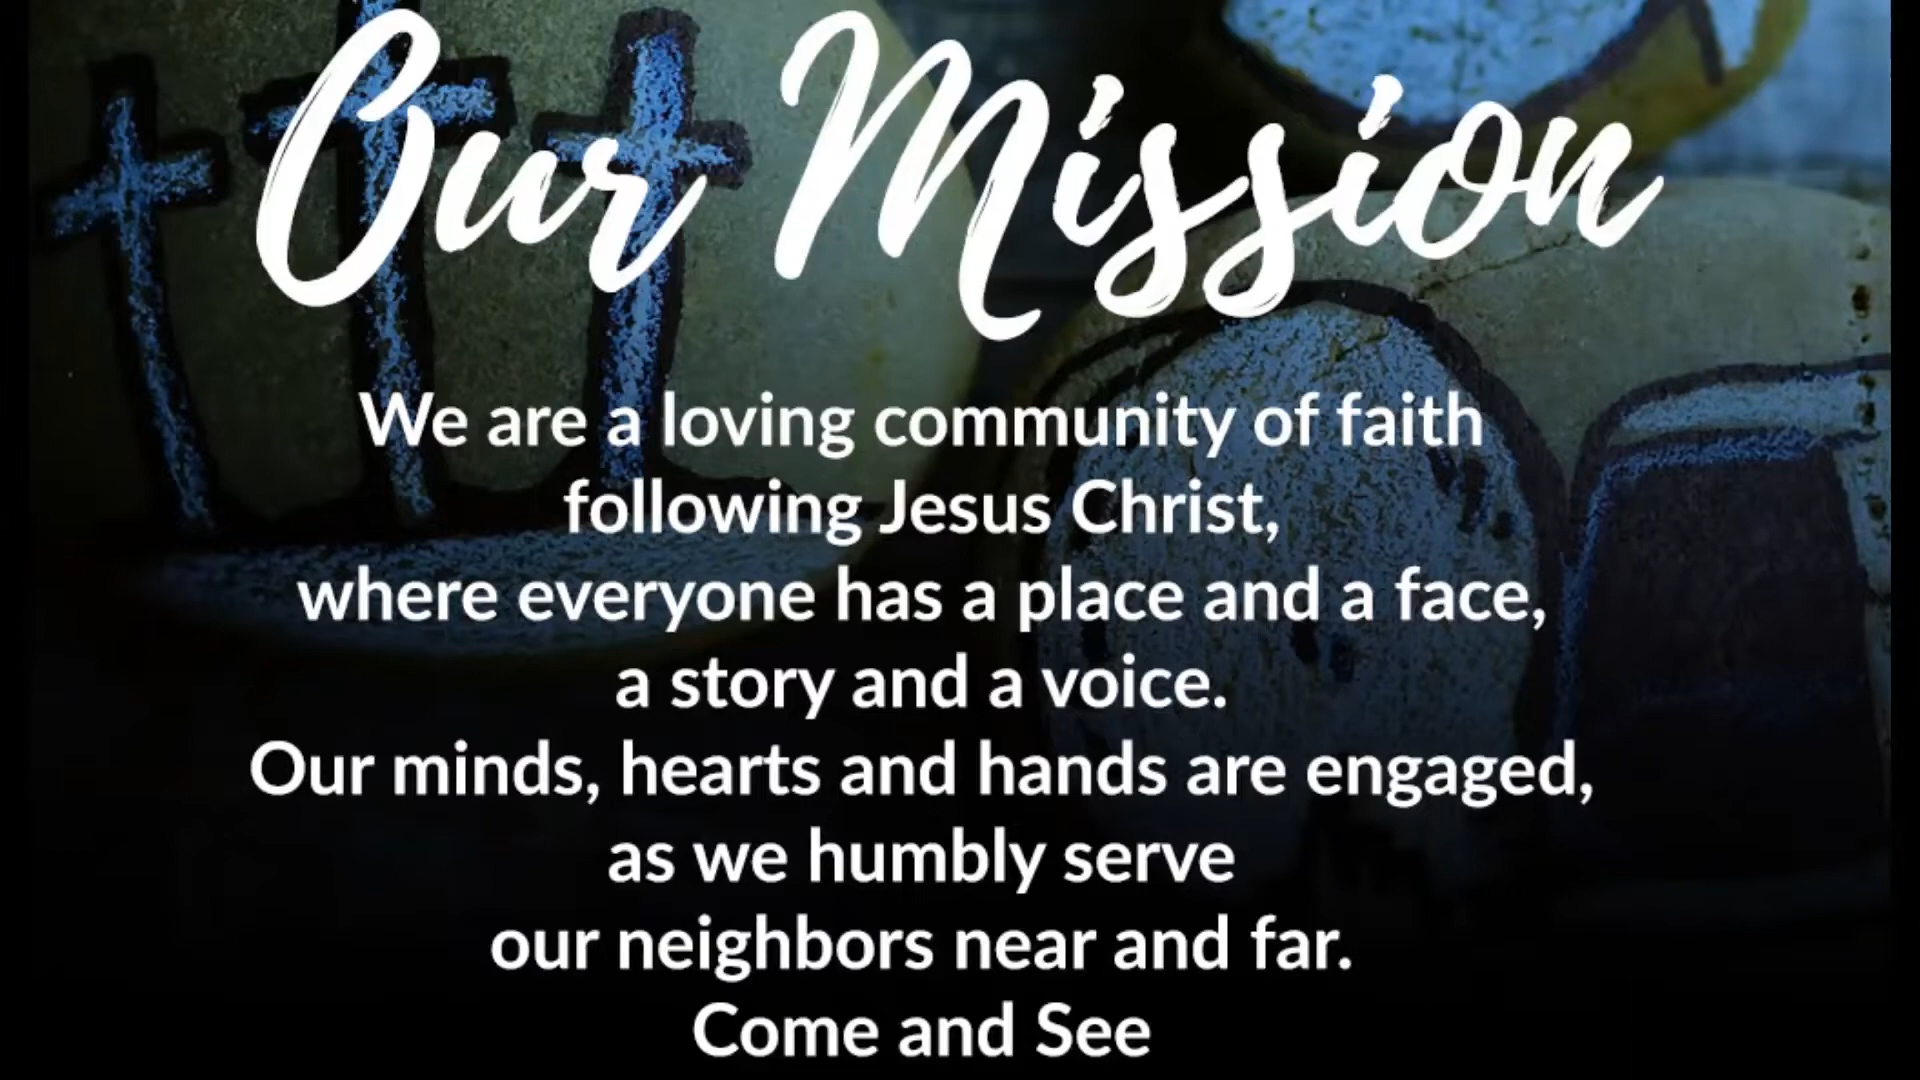 Our Mission
We are a loving community of faith
following Jesus Christ,
where everyone has a place and a face,
a story and a voice.
Our minds, hearts and hands are engaged,
as we humbly serve
our neighbors near and far.
Come and See